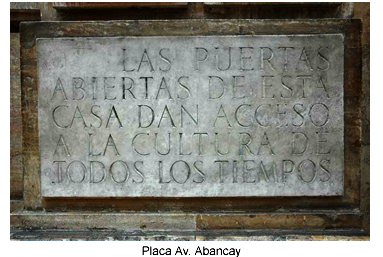 LAS PUERTAS
ABIERTAS DE ESTA
CASA DAN ACCESO
A LA CULTURA DE
TODOS LOS TIEMPOS
Placa Av. Abancay